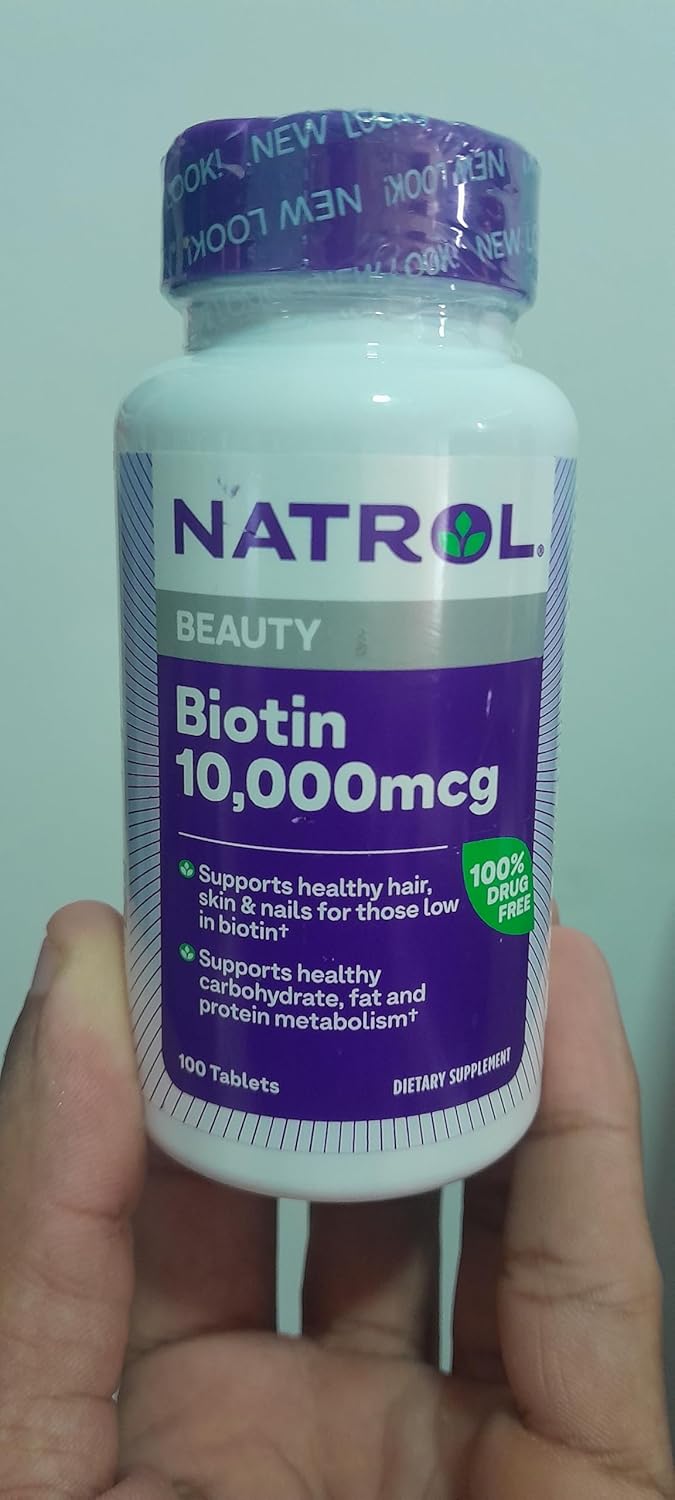 NEW LOOK!
NEW LOOK!
NATROL®
BEAUTY
Biotin
10,000mcg
100%
DRUG
FREE
Supports healthy hair,
skin & nails for those low
in biotin†
Supports healthy
carbohydrate, fat and
protein metabolism†
100 Tablets
DIETARY SUPPLEMENT